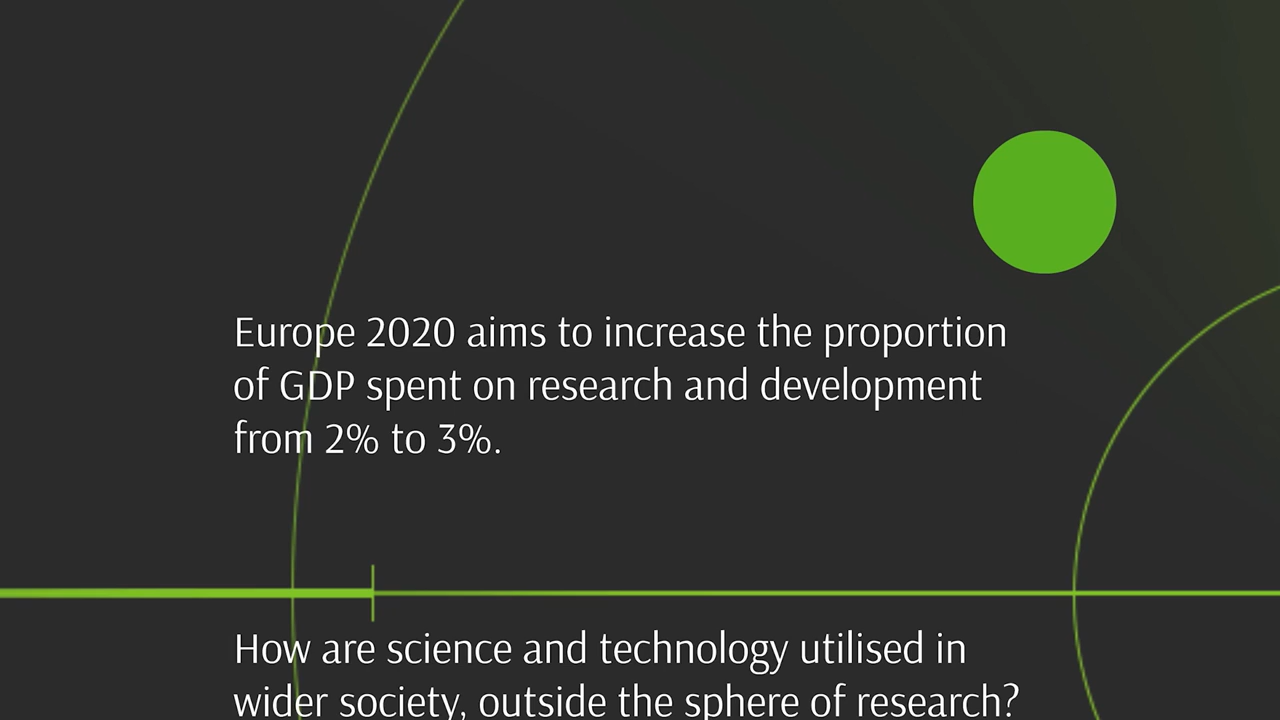 Europe 2020 aims to increase the proportion
of GDP spent on research and development
from 2% to 3%.
How are science and technology utilised in
wider society, outside the sphere of research?